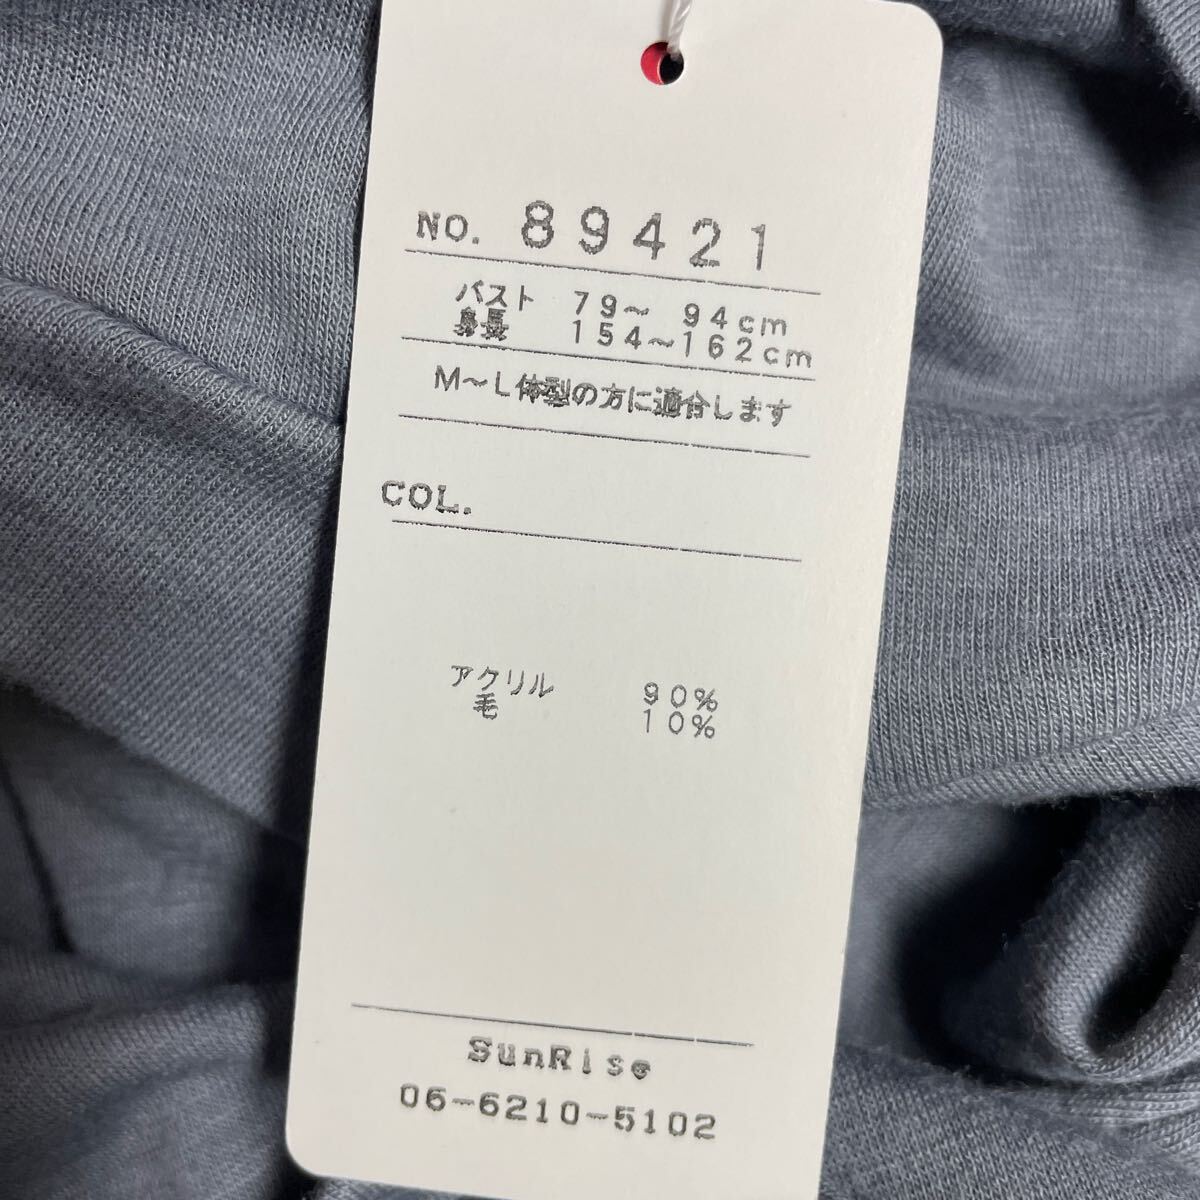 NO. 89421
バスト 79～ 94cm
身長 154～162cm
M～L体型の方に適合します
COL.
アクリル 90%
毛 10%
SunRise
06-6210-5102